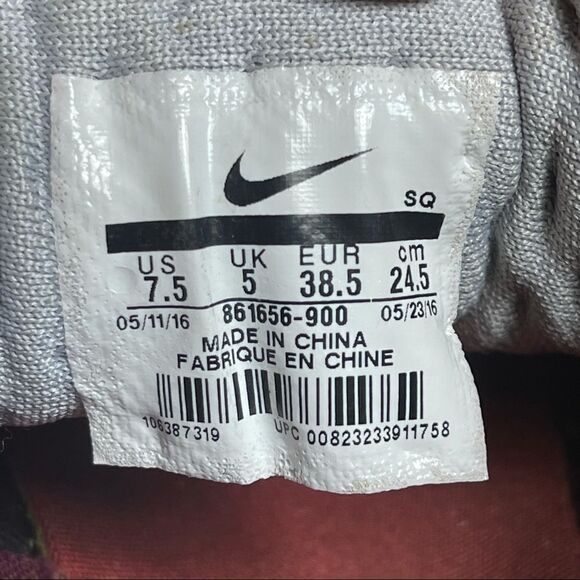 SQ
US UK EUR cm
7.5 5 38.5 24.5
05/11/16 861656-900 05/23/16
MADE IN CHINA
FABRIQUE EN CHINE
106387319 UPC 00823233911758